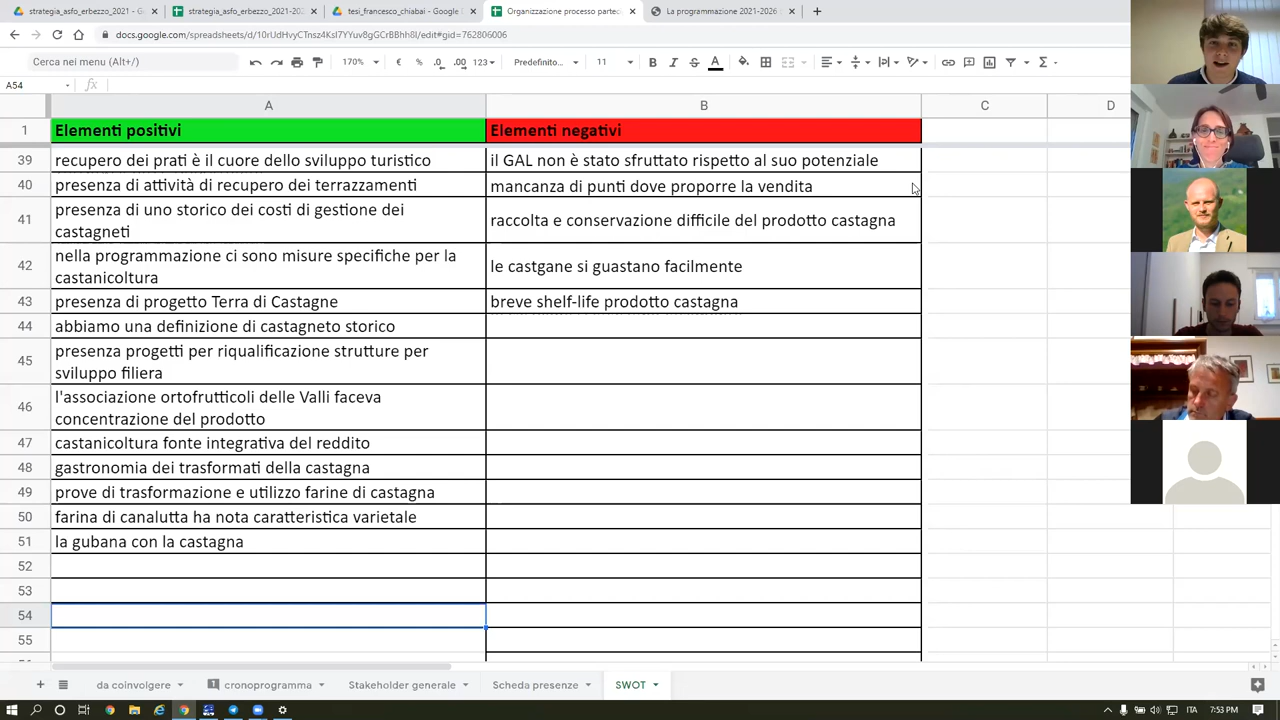 strategia_asfo_erbezzo_2021 - G
strategia_asfo_erbezzo_2021-202
tesi_francesco_chiabai - Google D
Organizzazione processo parteci
La programmazione 2021-2026 d
docs.google.com/spreadsheets/d/10rUdHvyCTnsz4KsI7YYuv8gGCrBBhh8I/edit#gid=762806006
Cerca nei menu (Alt+/)
170%
€ % .0 .00 123
Predefinito...
11
B I S A
A54
fx
A B C D
1 Elementi positivi Elementi negativi
39 recupero dei prati è il cuore dello sviluppo turistico il GAL non è stato sfruttato rispetto al suo potenziale
40 presenza di attività di recupero dei terrazzamenti mancanza di punti dove proporre la vendita
41 presenza di uno storico dei costi di gestione dei
castagneti
raccolta e conservazione difficile del prodotto castagna
42 nella programmazione ci sono misure specifiche per la
castanicoltura
le castgane si guastano facilmente
43 presenza di progetto Terra di Castagne breve shelf-life prodotto castagna
44 abbiamo una definizione di castagneto storico
45 presenza progetti per riqualificazione strutture per
sviluppo filiera
46 l'associazione ortofrutticoli delle Valli faceva
concentrazione del prodotto
47 castanicoltura fonte integrativa del reddito
48 gastronomia dei trasformati della castagna
49 prove di trasformazione e utilizzo farine di castagna
50 farina di canalutta ha nota caratteristica varietale
51 la gubana con la castagna
52
53
54
55
da coinvolgere
1 cronoprogramma
Stakeholder generale
Scheda presenze
SWOT
ITA
7:53 PM